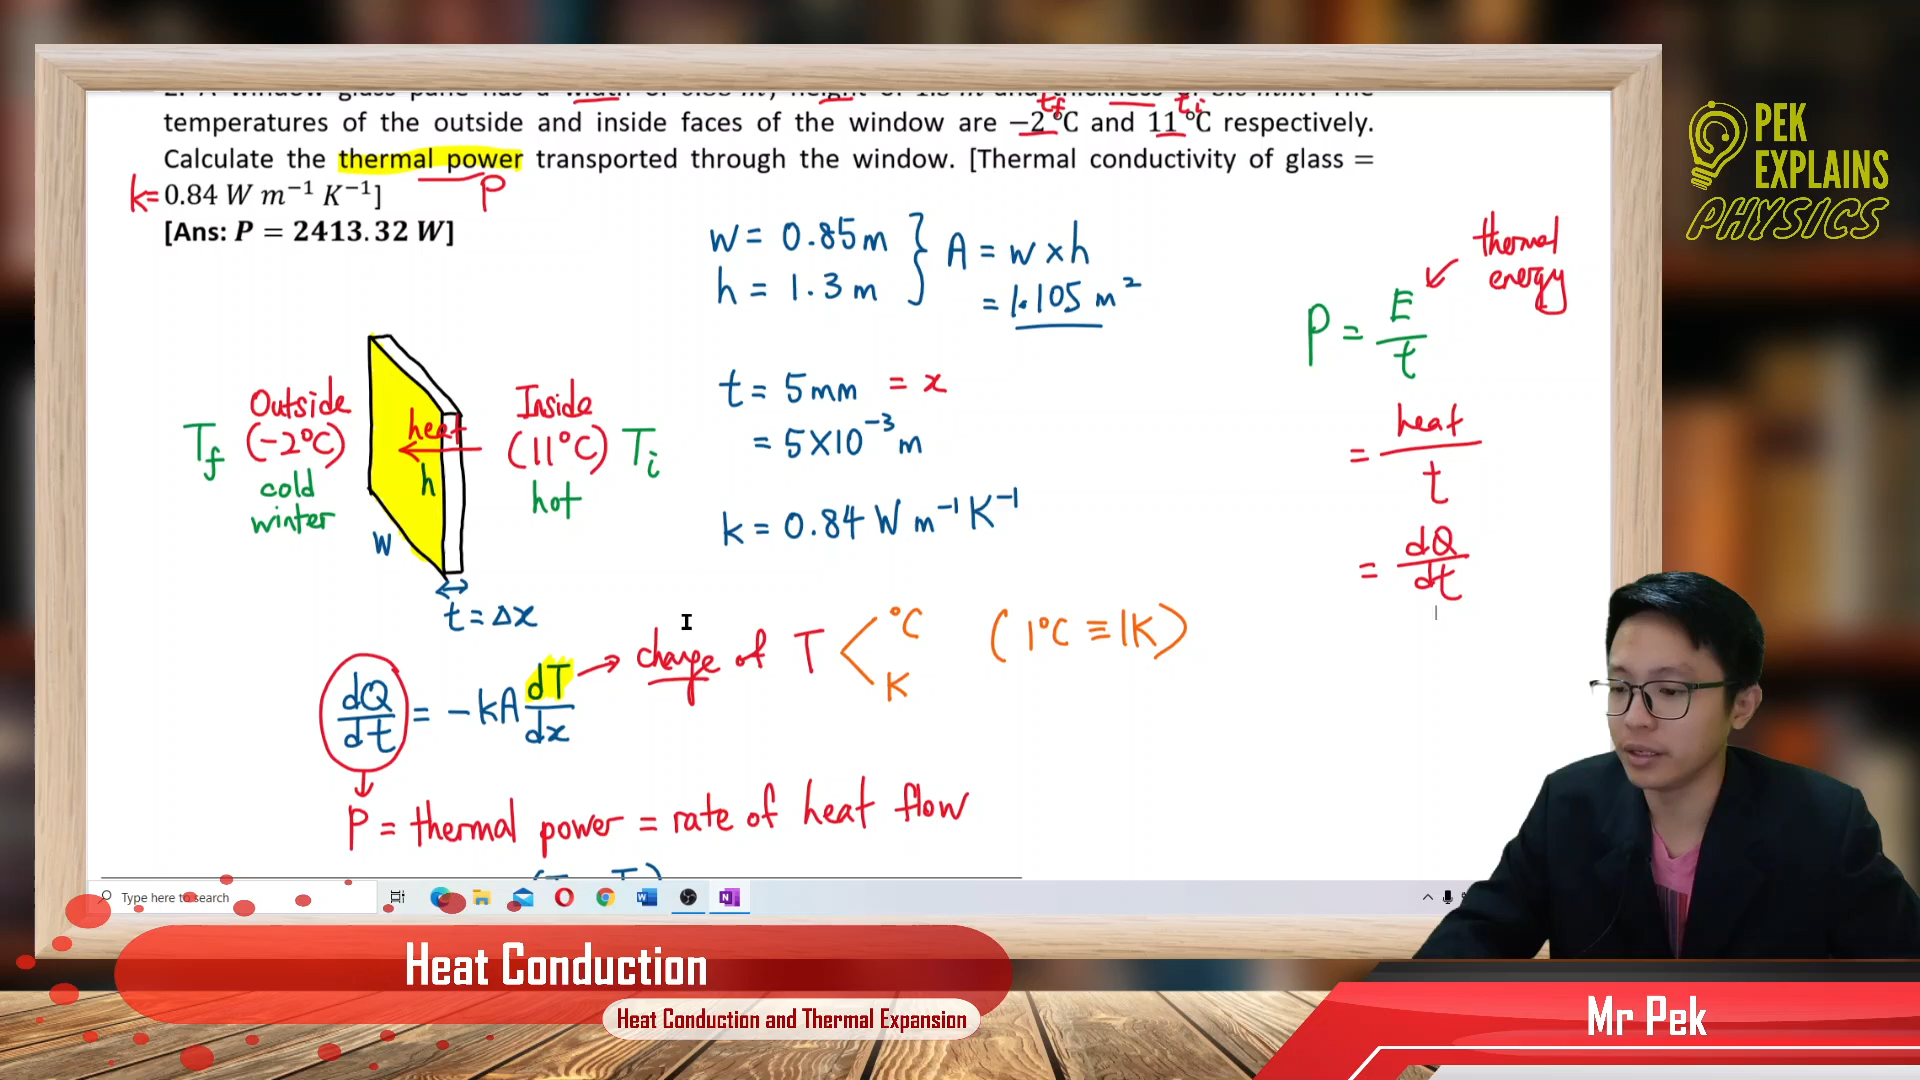 temperatures of the outside and inside faces of the window are −2 °C and 11 °C respectively.
tf ti
Calculate the thermal power transported through the window. [Thermal conductivity of glass =
k= 0.84 W m⁻¹ K⁻¹]
P
[Ans: P = 2413.32 W]
w = 0.85 m
h = 1.3 m
A = w x h
= 1.105 m²
t = 5 mm = x
= 5X10⁻³ m
k = 0.84 W m⁻¹ K⁻¹
Outside
Tf (-2°C)
cold
winter
heat
h
w
Inside
(11°C) Ti
hot
t = Δx
dQ/dt = -kA dT/dx
change of T
°C
K
(1°C ≡ 1K)
P = thermal power = rate of heat flow
thermal
energy
P = E/t
= heat/t
= dQ/dt
PEK
EXPLAINS
PHYSICS
Type here to search
Heat Conduction
Heat Conduction and Thermal Expansion
Mr Pek